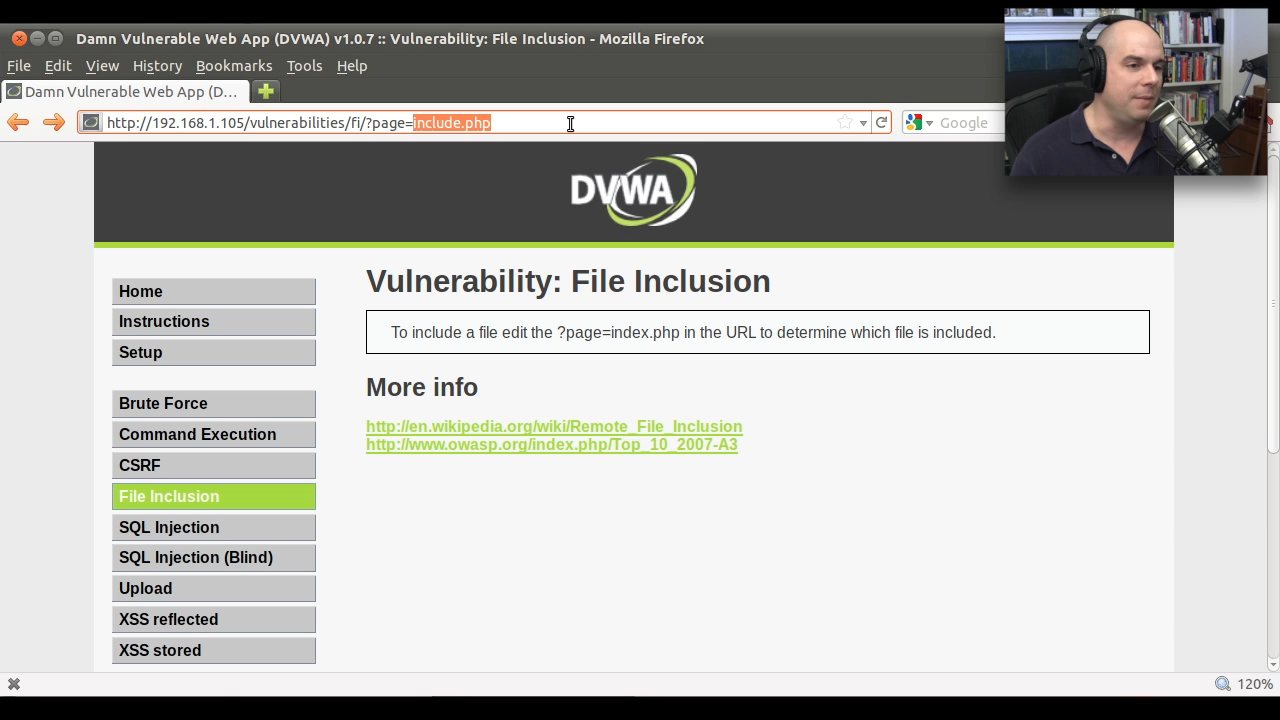 Damn Vulnerable Web App (DVWA) v1.0.7 :: Vulnerability: File Inclusion - Mozilla Firefox
File Edit View History Bookmarks Tools Help
Damn Vulnerable Web App (D...
http://192.168.1.105/vulnerabilities/fi/?page=include.php
Google
DVWA
Home
Instructions
Setup
Brute Force
Command Execution
CSRF
File Inclusion
SQL Injection
SQL Injection (Blind)
Upload
XSS reflected
XSS stored
Vulnerability: File Inclusion
To include a file edit the ?page=index.php in the URL to determine which file is included.
More info
http://en.wikipedia.org/wiki/Remote_File_Inclusion
http://www.owasp.org/index.php/Top_10_2007-A3
120%